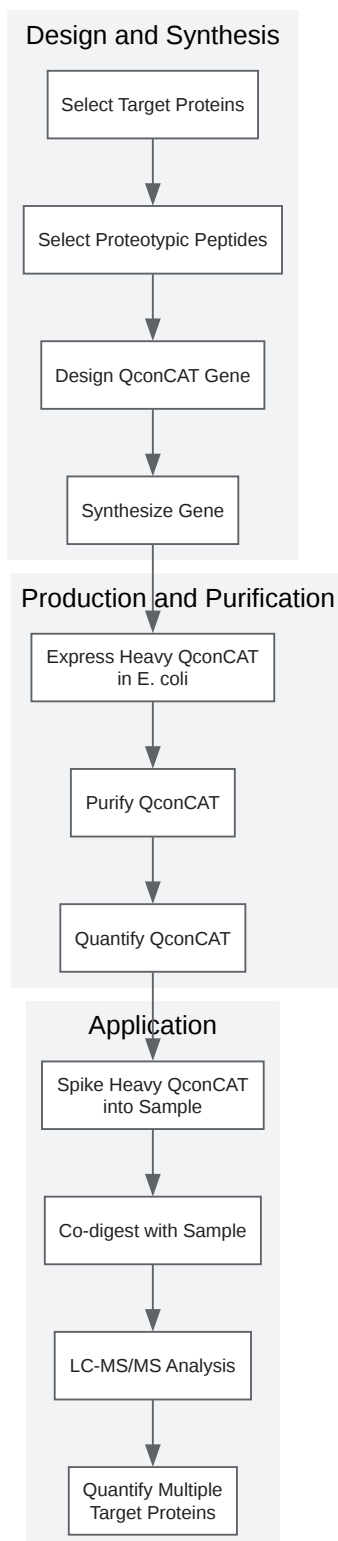 Design and Synthesis
Select Target Proteins
Select Proteotypic Peptides
Design QconCAT Gene
Synthesize Gene
Production and Purification
Express Heavy QconCAT
in E. coli
Purify QconCAT
Quantify QconCAT
Application
Spike Heavy QconCAT
into Sample
Co-digest with Sample
LC-MS/MS Analysis
Quantify Multiple
Target Proteins